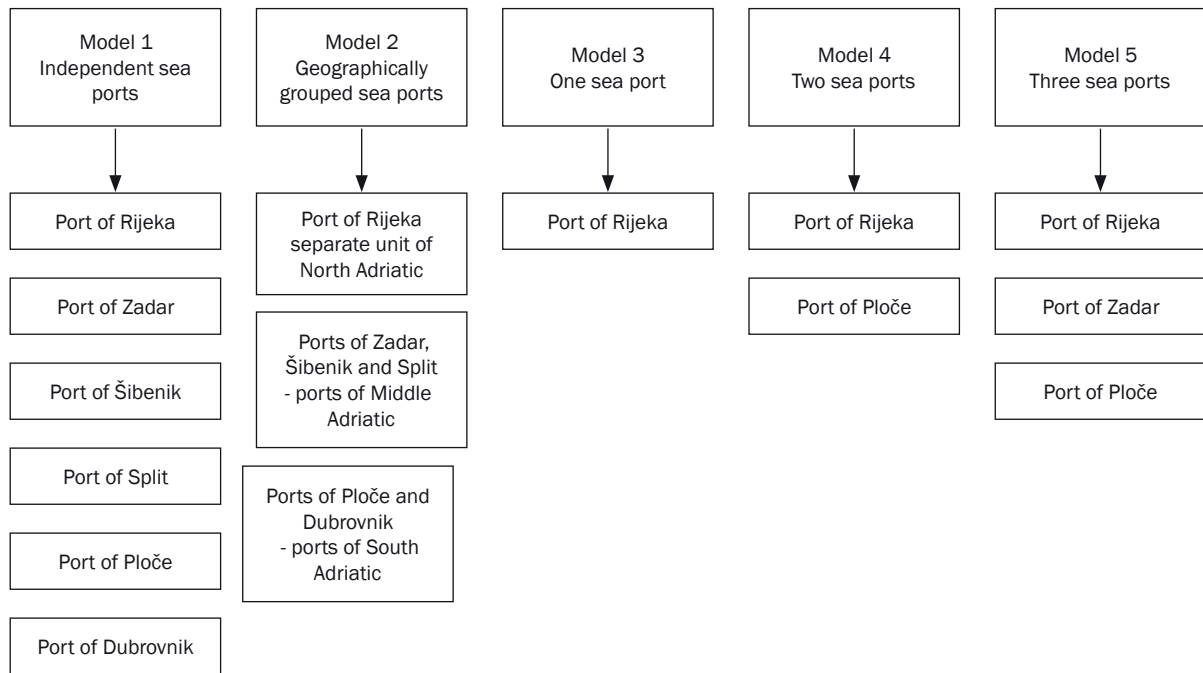 Model 1
Independent sea
ports
Model 2
Geographically
grouped sea ports
Model 3
One sea port
Model 4
Two sea ports
Model 5
Three sea ports
Port of Rijeka
Port of Zadar
Port of Šibenik
Port of Split
Port of Ploče
Port of Dubrovnik
Port of Rijeka
separate unit of
North Adriatic
Ports of Zadar,
Šibenik and Split
- ports of Middle
Adriatic
Ports of Ploče and
Dubrovnik
- ports of South
Adriatic
Port of Rijeka
Port of Rijeka
Port of Ploče
Port of Rijeka
Port of Zadar
Port of Ploče